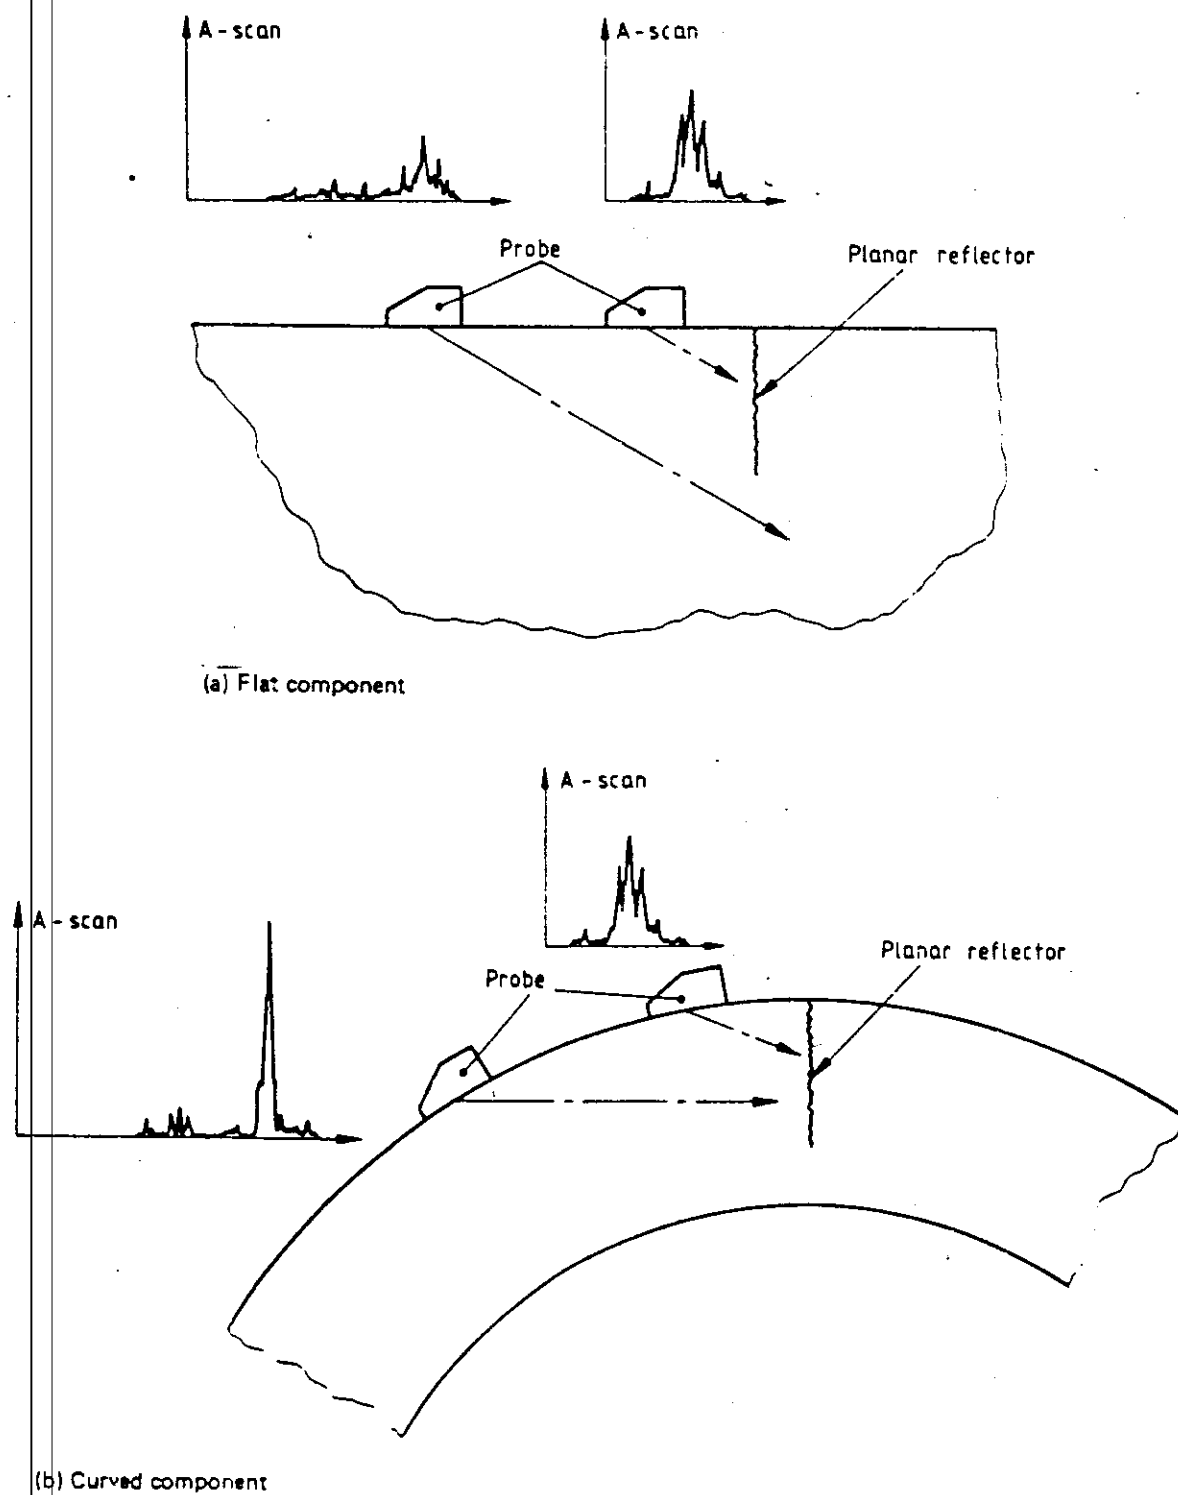 A - scan
A - scan
Probe
Planar reflector
(a) Flat component
A - scan
A - scan
Planar reflector
Probe
(b) Curved component